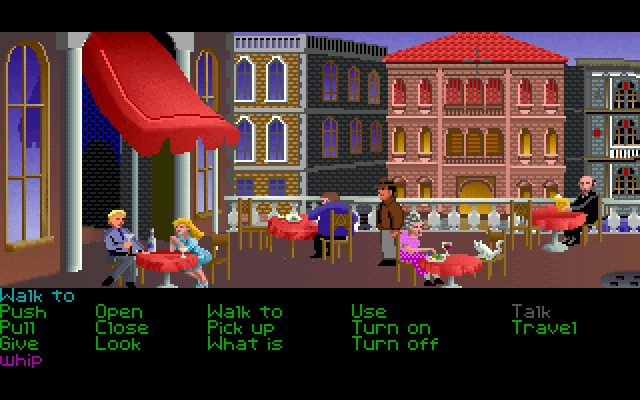 Walk to
Push Open Walk to Use Talk
Pull Close Pick up Turn on Travel
Give Look What is Turn off
whip